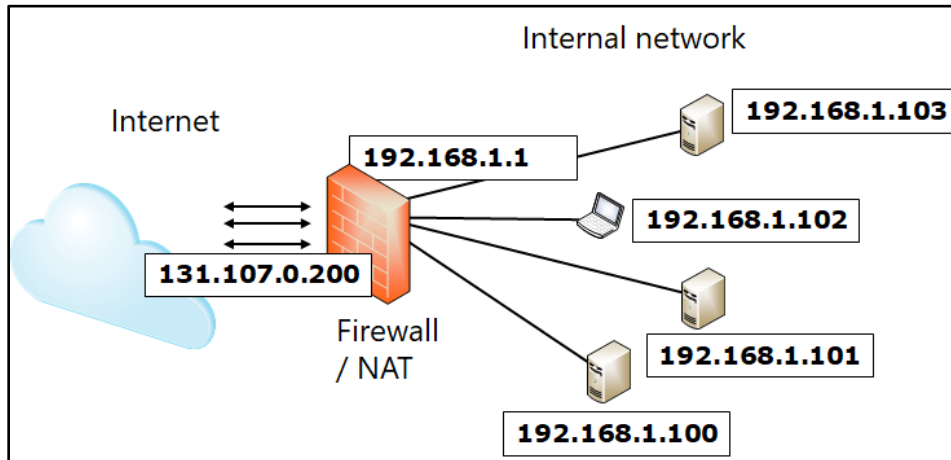 Internal network
Internet
192.168.1.103
192.168.1.1
192.168.1.102
131.107.0.200
Firewall
/ NAT
192.168.1.101
192.168.1.100